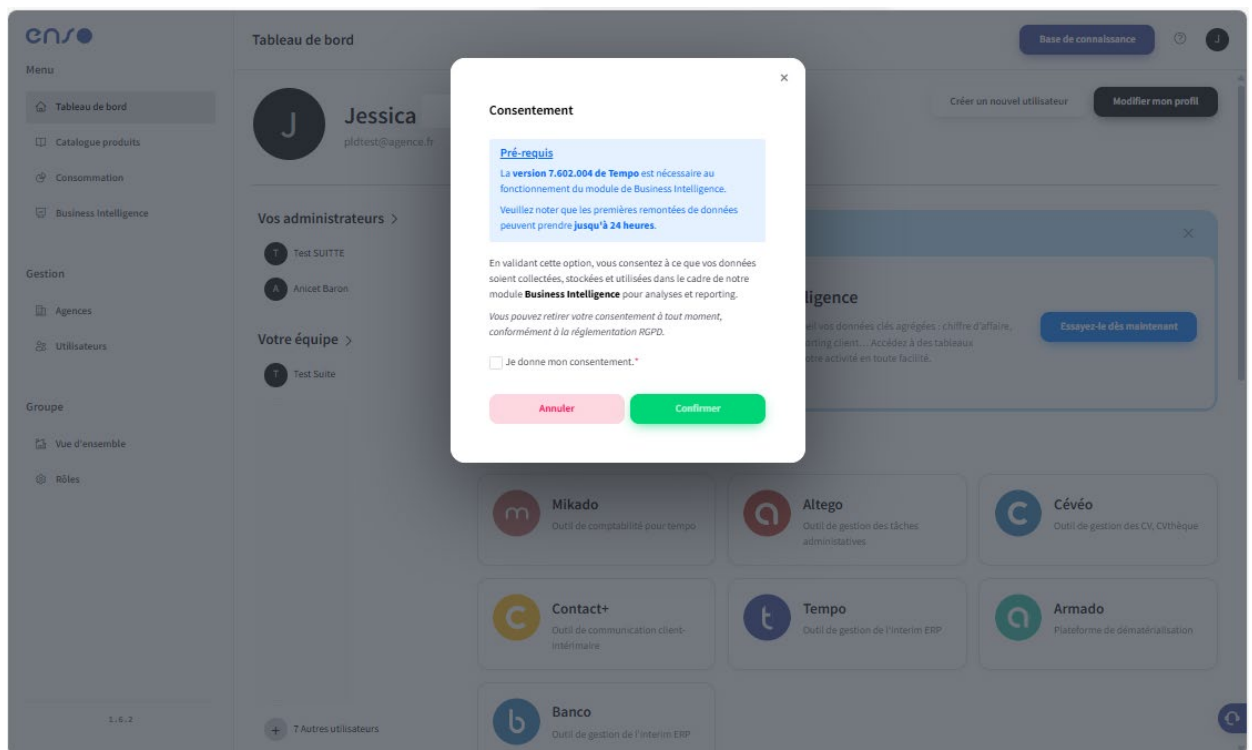 enso
Tableau de bord
Base de connaissance
J
Menu
Tableau de bord
Catalogue produits
Consommation
Business Intelligence
Gestion
Agences
Utilisateurs
Groupe
Vue d'ensemble
Rôles
1.6.2
J
Jessica
pldtest@agence.fr
Créer un nouvel utilisateur
Modifier mon profil
Vos administrateurs >
T
Test SUITTE
A
Anicet Baron
Votre équipe >
T
Test Suite
+
7 Autres utilisateurs
×
Consentement
Pré-requis
La version 7.602.004 de Tempo est nécessaire au
fonctionnement du module de Business Intelligence.
Veuillez noter que les premières remontées de données
peuvent prendre jusqu'à 24 heures.
En validant cette option, vous consentez à ce que vos données
soient collectées, stockées et utilisées dans le cadre de notre
module Business Intelligence pour analyses et reporting.
Vous pouvez retirer votre consentement à tout moment,
conformément à la réglementation RGPD.
Je donne mon consentement.*
Annuler
Confirmer
×
ligence
vos données clés agrégées : chiffre d'affaire,
client... Accédez à des tableaux
activité en toute facilité.
Essayez-le dès maintenant
m
Mikado
Outil de comptabilité pour tempo
a
Altego
Outil de gestion des tâches
administatives
C
Cévéo
Outil de gestion des CV, CVthèque
C
Contact+
Outil de communication client-
intérimaire
t
Tempo
Outil de gestion de l'interim ERP
a
Armado
Plateforme de dématérialisation
b
Banco
Outil de gestion de l'interim ERP